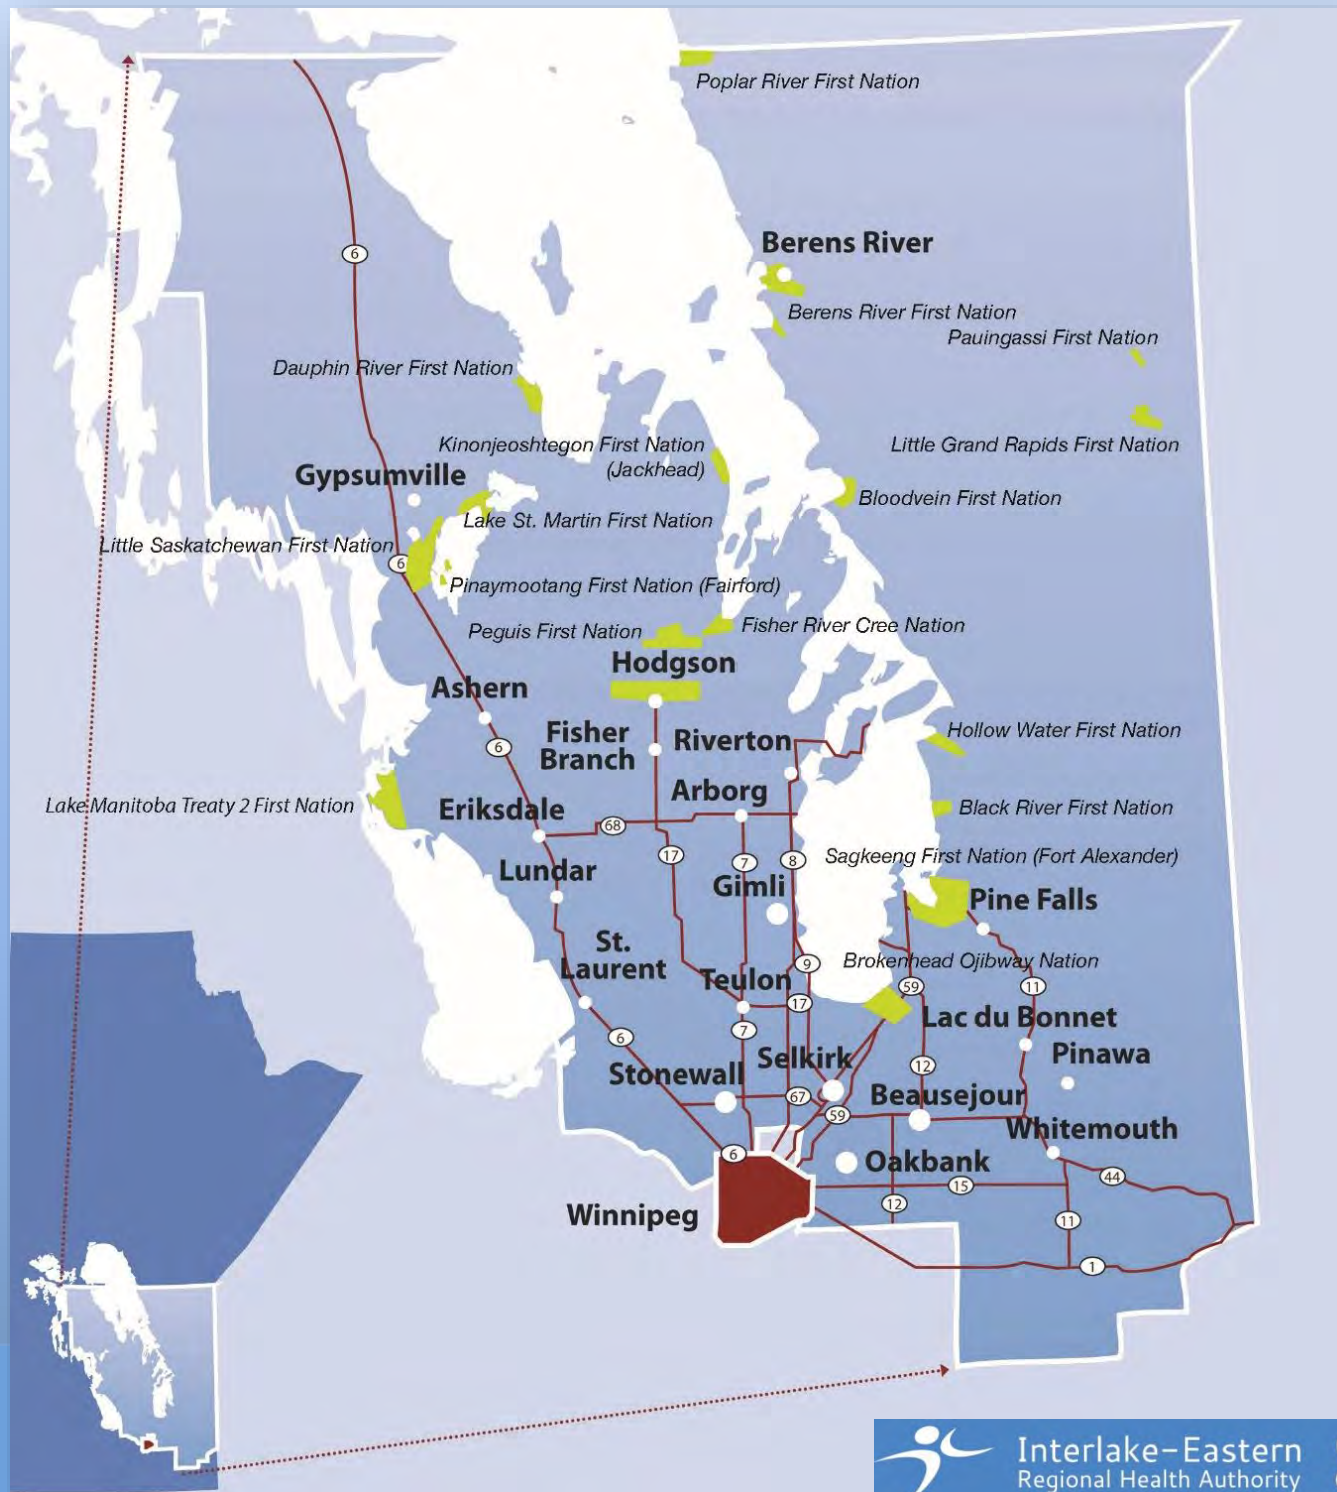 Poplar River First Nation
Berens River
6
Berens River First Nation
Pauingassi First Nation
Dauphin River First Nation
Kinonjeoshtegon First Nation
(Jackhead)
Little Grand Rapids First Nation
Gypsumville
Bloodvein First Nation
Lake St. Martin First Nation
Little Saskatchewan First Nation
6
Pinaymootang First Nation (Fairford)
Peguis First Nation
Fisher River Cree Nation
Hodgson
Ashern
Fisher
Branch
Riverton
Hollow Water First Nation
6
Arborg
Lake Manitoba Treaty 2 First Nation
Eriksdale
Black River First Nation
68
17
7
8
Sagkeeng First Nation (Fort Alexander)
Lundar
Gimli
Pine Falls
St.
Laurent
9
Brokenhead Ojibway Nation
Teulon
59
11
17
Lac du Bonnet
7
6
Selkirk
Pinawa
Stonewall
12
67
Beausejour
59
Whitemouth
6
Oakbank
44
15
12
Winnipeg
11
1
Interlake-Eastern
Regional Health Authority